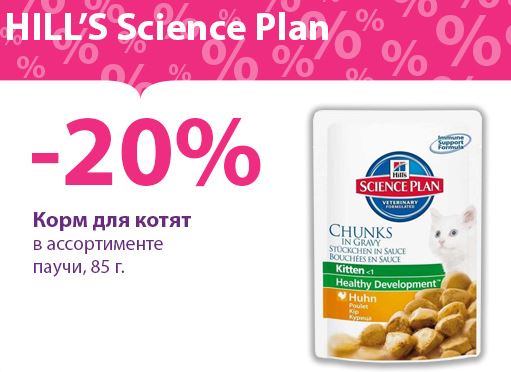 HILL'S Science Plan
-20%
Корм для котят
в ассортименте
паучи, 85 г.
Immune
Support
Formula
Hill's
SCIENCE PLAN
VETERINARY
FORMULATED
CHUNKS
IN GRAVY
STÜCKCHEN IN SAUCE
BOUCHÉES EN SAUCE
Kitten <1
Healthy Development™
Huhn
Poulet
Kip
Курица